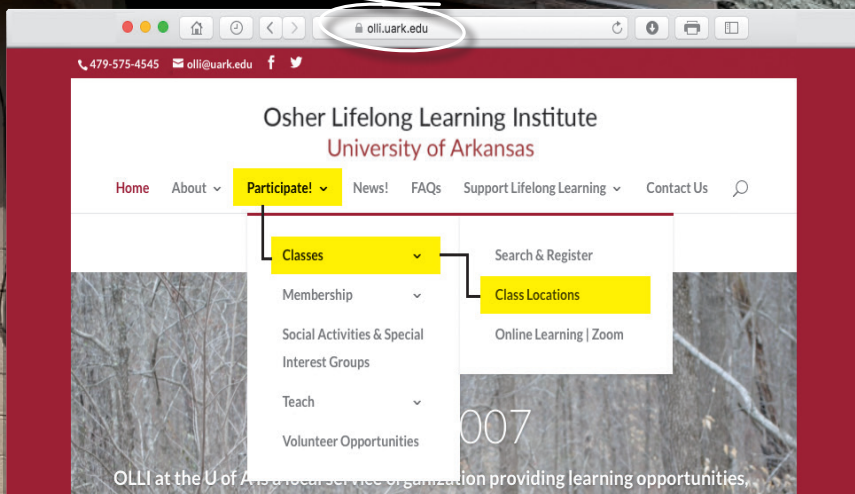 olli.uark.edu
479-575-4545 olli@uark.edu
Osher Lifelong Learning Institute
University of Arkansas
Home About Participate! News! FAQs Support Lifelong Learning Contact Us
Classes
Membership
Social Activities & Special
Interest Groups
Teach
Volunteer Opportunities
Search & Register
Class Locations
Online Learning | Zoom
007
OLLI at the U of A is a local service organization providing learning opportunities,